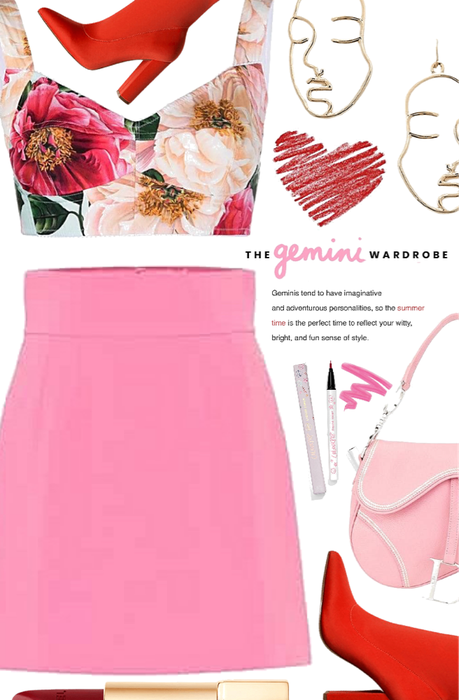 THE gemini WARDROBE
Geminis tend to have imaginative
and adventurous personalities, so the summer
time is the perfect time to reflect your witty,
bright, and fun sense of style.